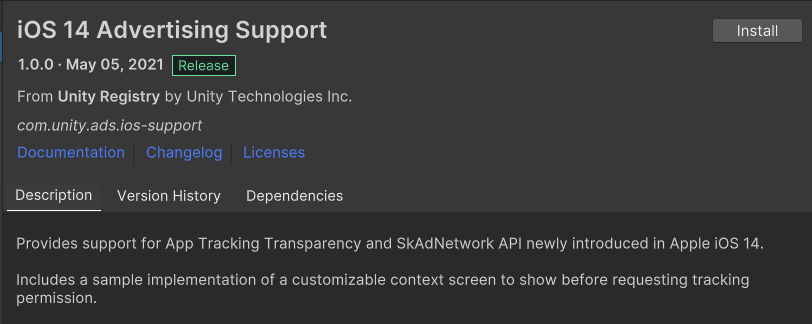 iOS 14 Advertising Support
Install
1.0.0 · May 05, 2021 Release
From Unity Registry by Unity Technologies Inc.
com.unity.ads.ios-support
Documentation Changelog Licenses
Description Version History Dependencies
Provides support for App Tracking Transparency and SkAdNetwork API newly introduced in Apple iOS 14.
Includes a sample implementation of a customizable context screen to show before requesting tracking
permission.